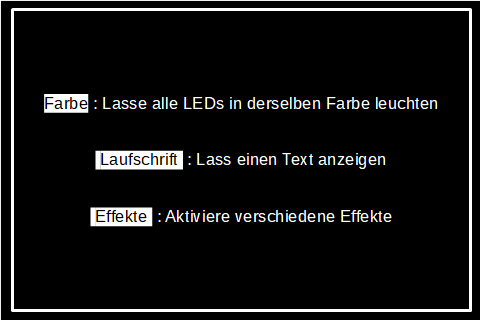 Farbe : Lasse alle LEDs in derselben Farbe leuchten
Laufschrift : Lass einen Text anzeigen
Effekte : Aktiviere verschiedene Effekte